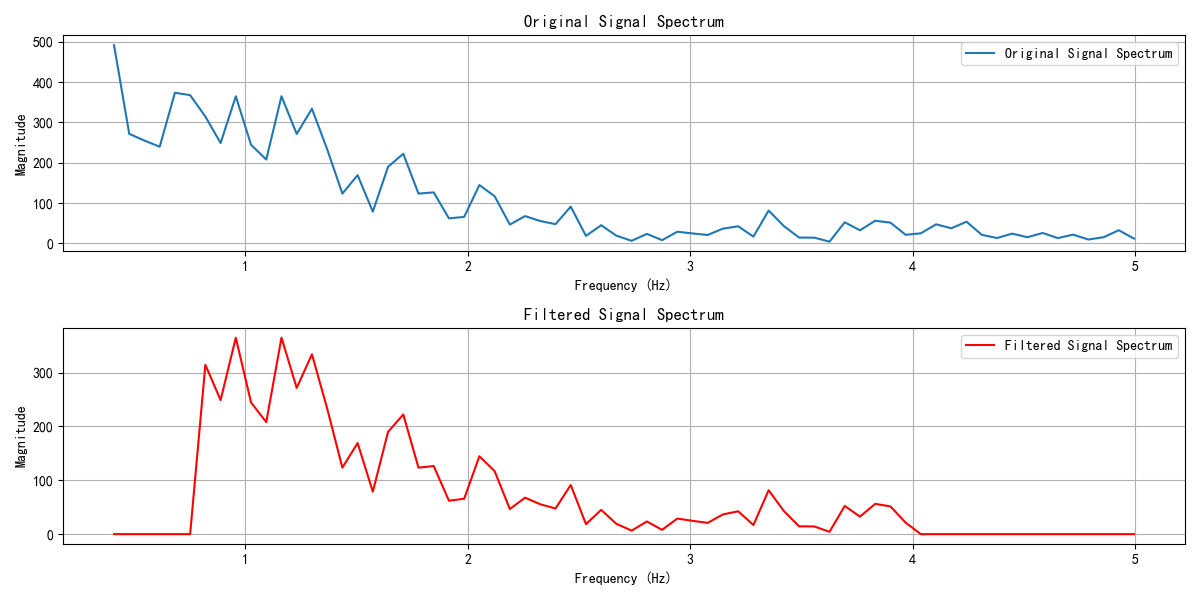 Original Signal Spectrum
Magnitude
500
400
300
200
100
0
Original Signal Spectrum
1 2 3 4 5
Frequency (Hz)
Filtered Signal Spectrum
Magnitude
300
200
100
0
Filtered Signal Spectrum
1 2 3 4 5
Frequency (Hz)